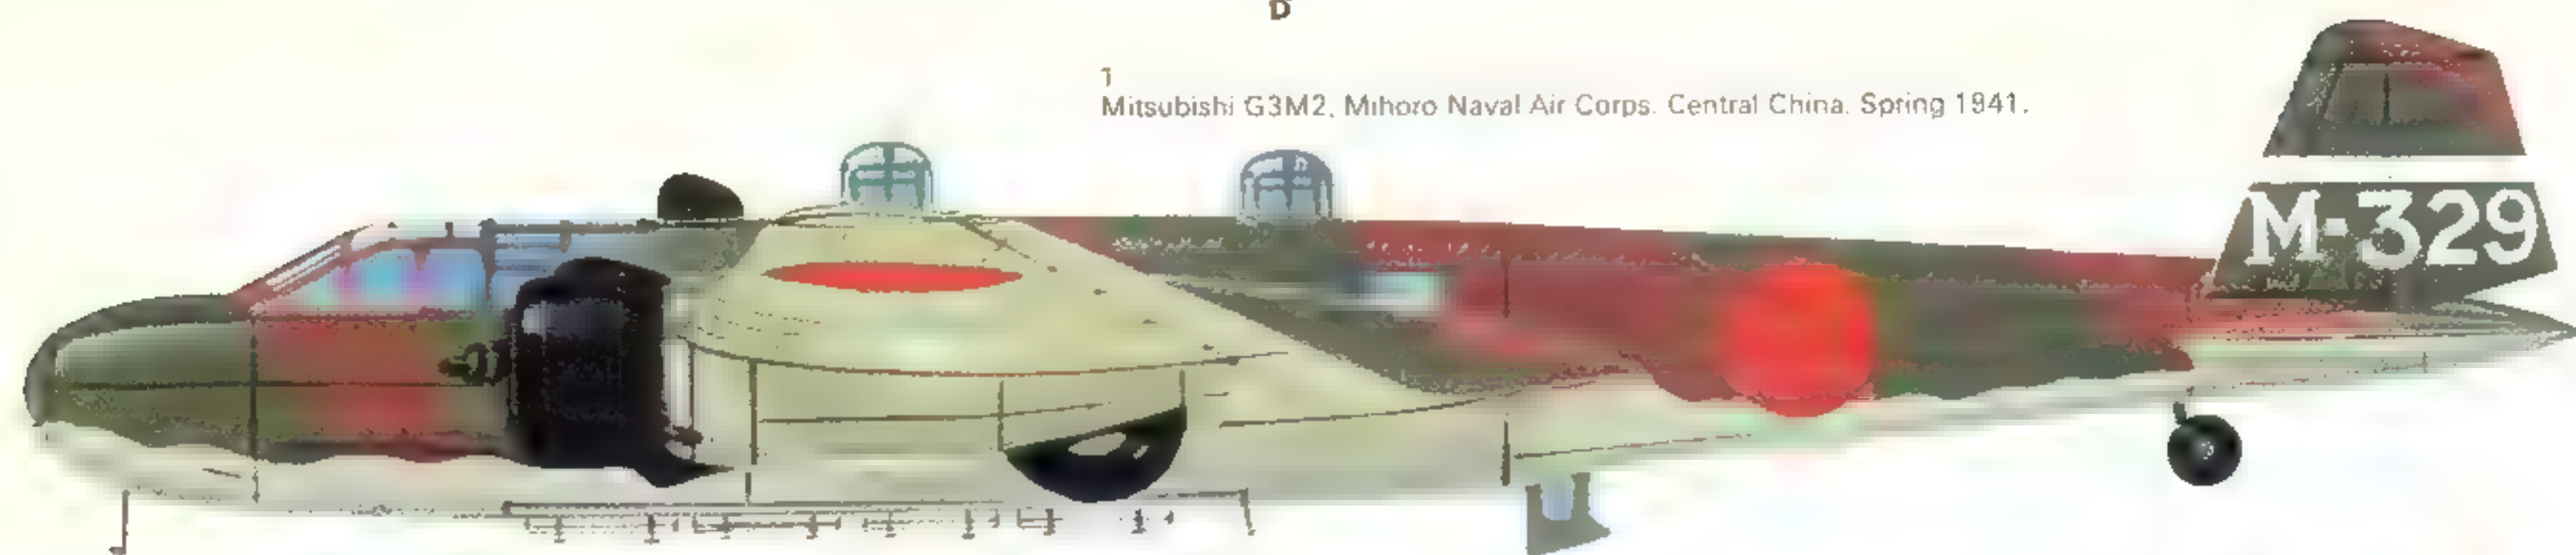 D
1
Mitsubishi G3M2, Mihoro Naval Air Corps. Central China. Spring 1941.
M-329